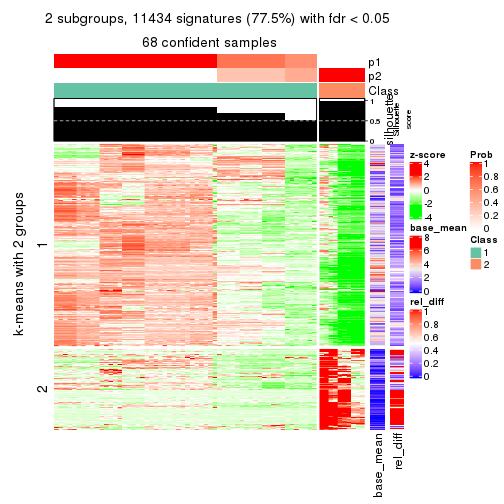 2 subgroups, 11434 signatures (77.5%) with fdr < 0.05
68 confident samples
p1
p2
Class
1
0.5
0
silhouette
Silhouette
score
k-means with 2 groups
1
2
z-score
4
2
0
-2
-4
base_mean
8
6
4
2
0
rel_diff
1
0.8
0.6
0.4
0.2
0
Prob
1
0.8
0.6
0.4
0.2
0
Class
1
2
base_mean
rel_diff